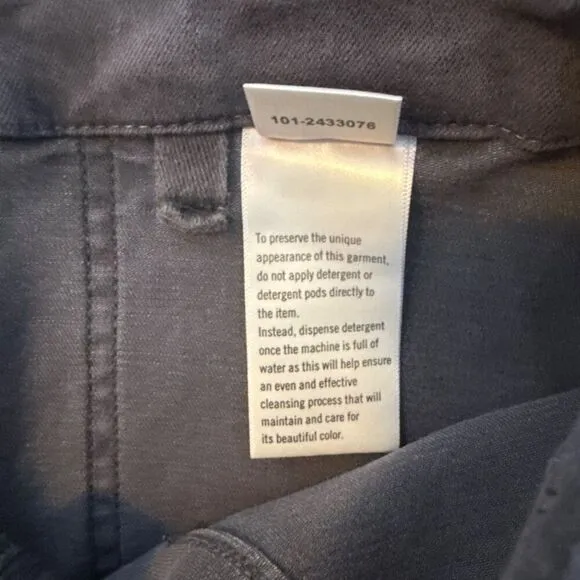 101-2433076
To preserve the unique
appearance of this garment,
do not apply detergent or
detergent pods directly to
the item.
Instead, dispense detergent
once the machine is full of
water as this will help ensure
an even and effective
cleansing process that will
maintain and care for
its beautiful color.